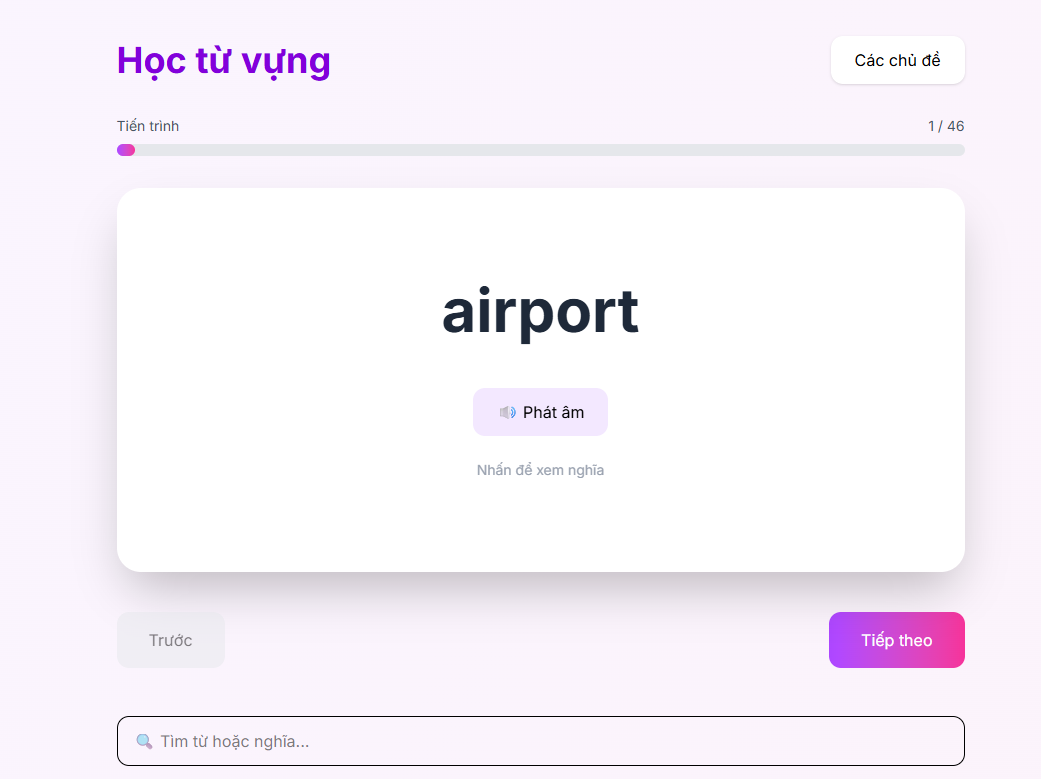 Học từ vựng
Các chủ đề
Tiến trình
1 / 46
airport
🔊 Phát âm
Nhấn để xem nghĩa
Trước
Tiếp theo
🔍 Tìm từ hoặc nghĩa...